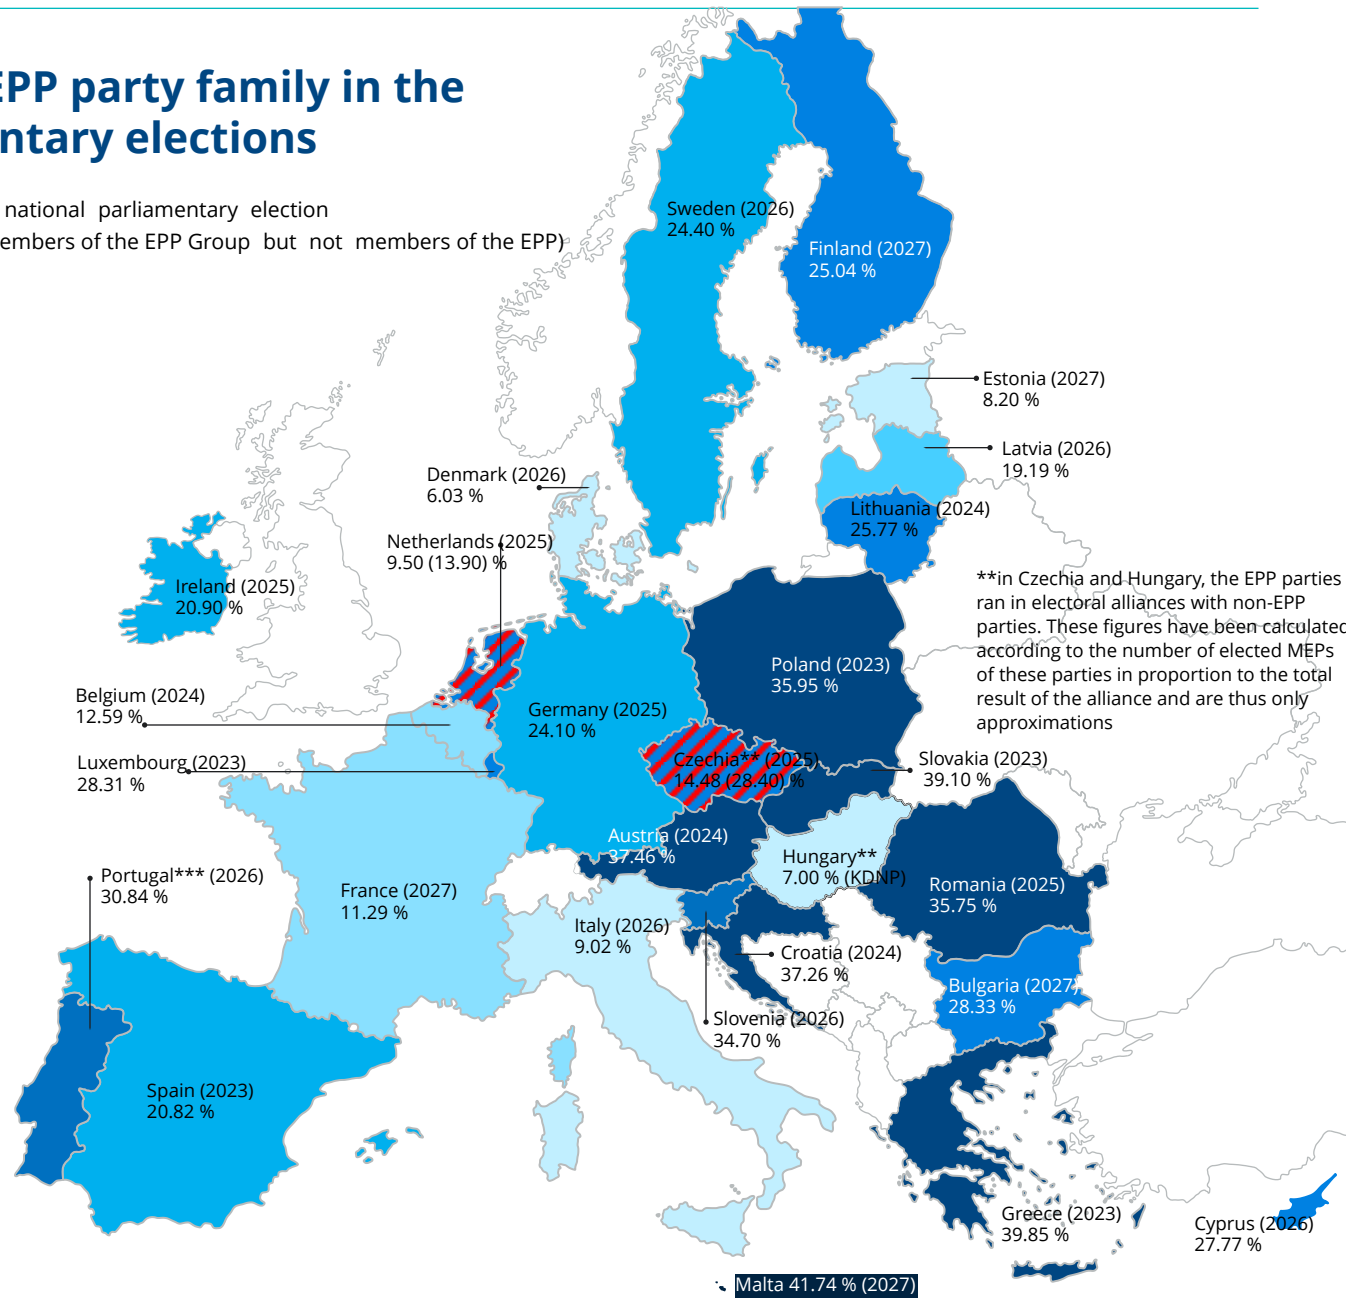 EPP party family in the
ntary elections
national parliamentary election
embers of the EPP Group but not members of the EPP)
Sweden (2026)
24.40 %
Finland (2027)
25.04 %
Estonia (2027)
8.20 %
Latvia (2026)
19.19 %
Lithuania (2024)
25.77 %
Denmark (2026)
6.03 %
Netherlands (2025)
9.50 (13.90) %
Ireland (2025)
20.90 %
**in Czechia and Hungary, the EPP parties
ran in electoral alliances with non-EPP
parties. These figures have been calculated
according to the number of elected MEPs
of these parties in proportion to the total
result of the alliance and are thus only
approximations
Poland (2023)
35.95 %
Belgium (2024)
12.59 %
Germany (2025)
24.10 %
Luxembourg (2023)
28.31 %
Czechia** (2025)
14.48 (28.40) %
Slovakia (2023)
39.10 %
Austria (2024)
37.46 %
Hungary**
7.00 % (KDNP)
Portugal*** (2026)
30.84 %
France (2027)
11.29 %
Romania (2025)
35.75 %
Italy (2026)
9.02 %
Croatia (2024)
37.26 %
Bulgaria (2027)
28.33 %
Slovenia (2026)
34.70 %
Spain (2023)
20.82 %
Greece (2023)
39.85 %
Cyprus (2026)
27.77 %
Malta 41.74 % (2027)